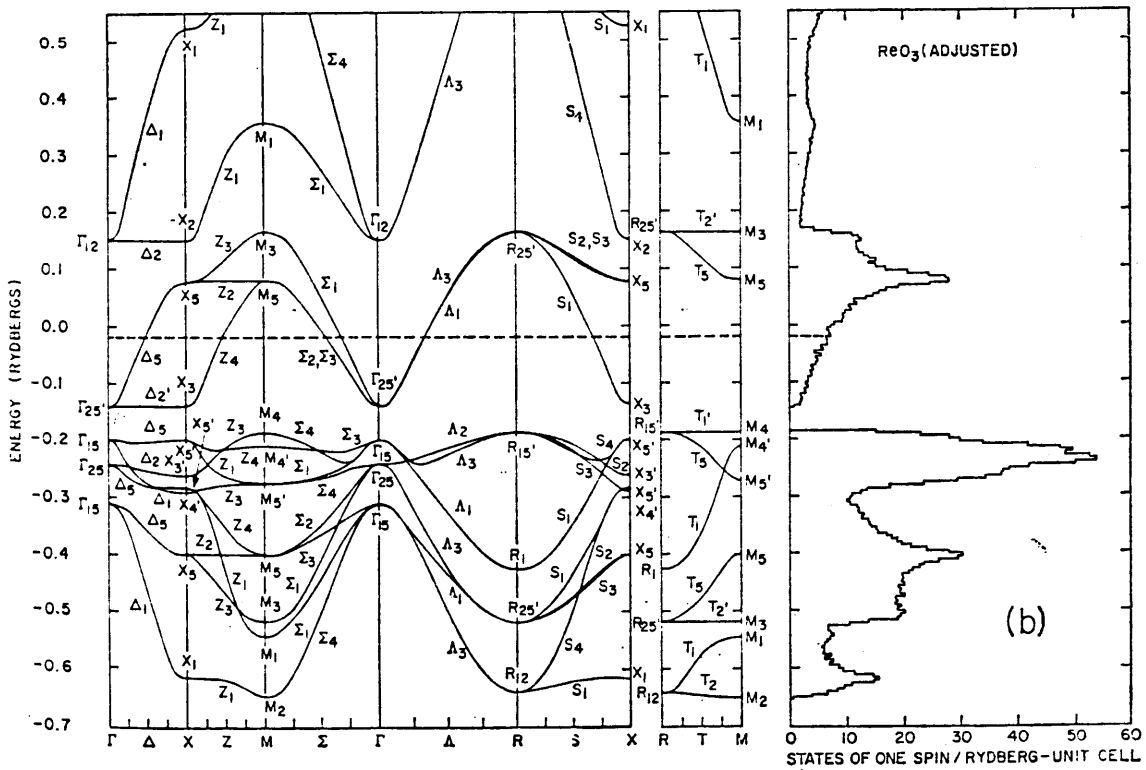 ENERGY (RYDBERGS)
0.5
0.4
0.3
0.2
0.1
0.0
-0.1
-0.2
-0.3
-0.4
-0.5
-0.6
-0.7
Γ12
Γ25'
Γ15
Γ25
Γ15
X1
Z1
Σ4
Λ3
S1
X1
Δ1
M1
Z1
Σ1
-X2
Γ12
S4
T1
M1
Δ2
Z3
M3
R25'
S2,S3
X2
R25'
T2'
M3
X5
Z2
M5
Σ1
Λ3
Λ1
S1
X5
T5
M5
Δ5
Z4
Σ2,Σ3
X3
Δ2'
Γ25'
X3
Δ5
X5'
Z3
M4
Σ4
Σ3
Λ2
R15'
S4
R15'
T1'
M4
Δ2
X5'
X3'
Z1
Z4
M4'
Σ1
Γ15
Λ3
S3
S2
X5'
X3'
T5
M4'
Δ5
Δ1
X4'
Z3
M5'
Σ4
Γ25
X5'
X4'
M5'
Δ5
Z4
Σ2
Γ15
Λ1
R1
S1
T1
Z2
M5
Σ3
Λ3
S1
S2
X5
R1
M5
X5
Z1
Σ1
Λ1
S3
T5
Δ1
Z3
M3
R25'
R25'
T2'
M3
M1
Σ1
Σ4
Λ3
S4
T1
M1
X1
R12
X1
R12
T2
Z1
M2
S1
M2
Γ Δ X Z M Σ Γ Λ R S X R T M
ReO3 (ADJUSTED)
(b)
0 10 20 30 40 50 60
STATES OF ONE SPIN/RYDBERG-UNIT CELL